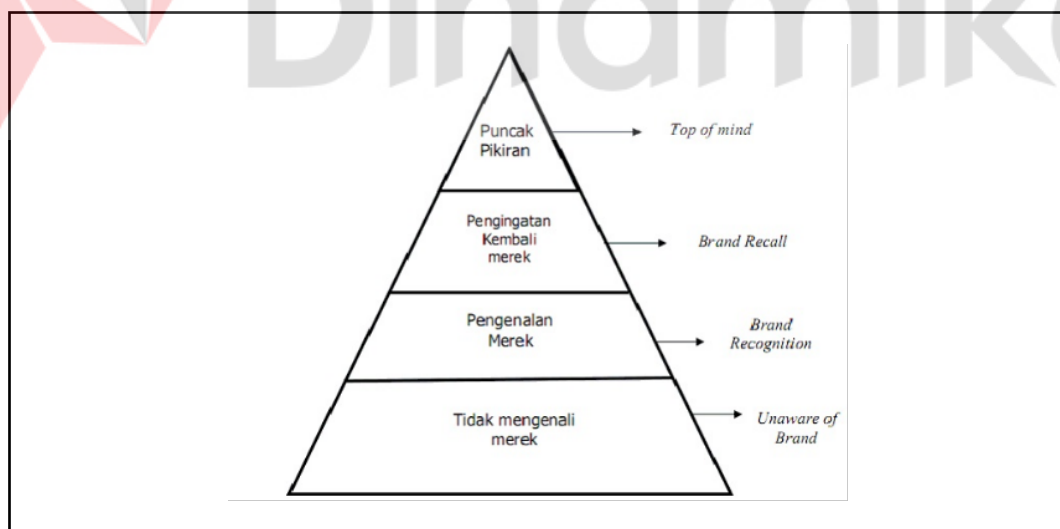 Dinamika
Puncak
Pikiran
Top of mind
Pengingatan
Kembali
merek
Brand Recall
Pengenalan
Merek
Brand
Recognition
Tidak mengenali
merek
Unaware of
Brand